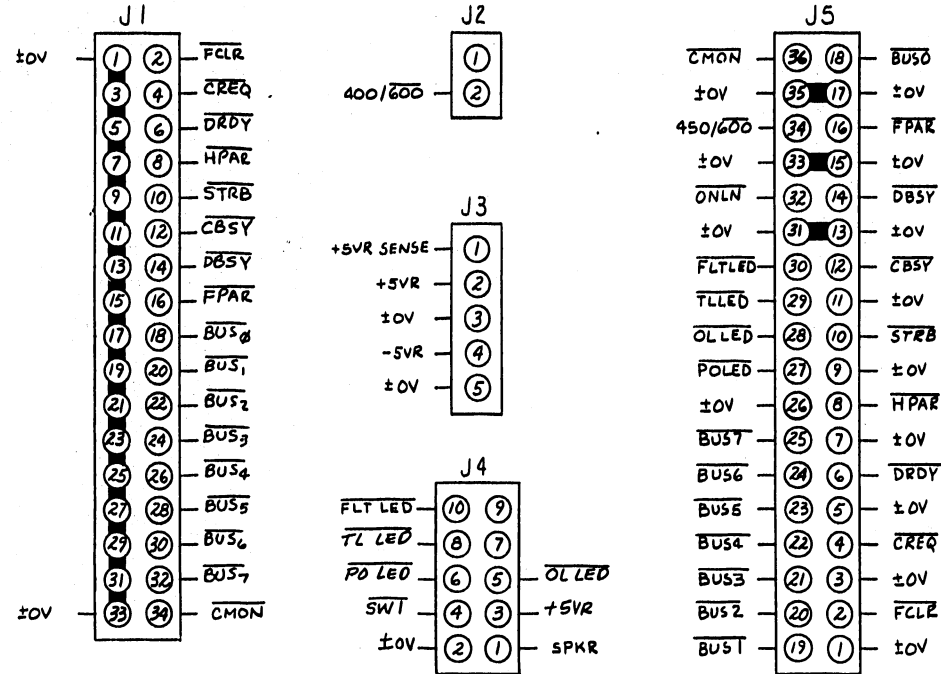 J1
±0V 1 2 FCLR
3 4 CREQ
5 6 DRDY
7 8 HPAR
9 10 STRB
11 12 CBSY
13 14 DBSY
15 16 FPAR
17 18 BUSø
19 20 BUS1
21 22 BUS2
23 24 BUS3
25 26 BUS4
27 28 BUS5
29 30 BUS6
31 32 BUS7
±0V 33 34 CMON
J2
1
400/600 2
J3
+5VR SENSE 1
+5VR 2
±0V 3
-5VR 4
±0V 5
J4
FLT LED 10 9
TL LED 8 7
PO LED 6 5 OL LED
SW1 4 3 +5VR
±0V 2 1 SPKR
J5
CMON 36 18 BUS0
±0V 35 17 ±0V
450/600 34 16 FPAR
±0V 33 15 ±0V
ONLN 32 14 DBSY
±0V 31 13 ±0V
FLTLED 30 12 CBSY
TLLED 29 11 ±0V
OLLED 28 10 STRB
POLED 27 9 ±0V
±0V 26 8 HPAR
BUS7 25 7 ±0V
BUS6 24 6 DRDY
BUS5 23 5 ±0V
BUS4 22 4 CREQ
BUS3 21 3 ±0V
BUS2 20 2 FCLR
BUS1 19 1 ±0V